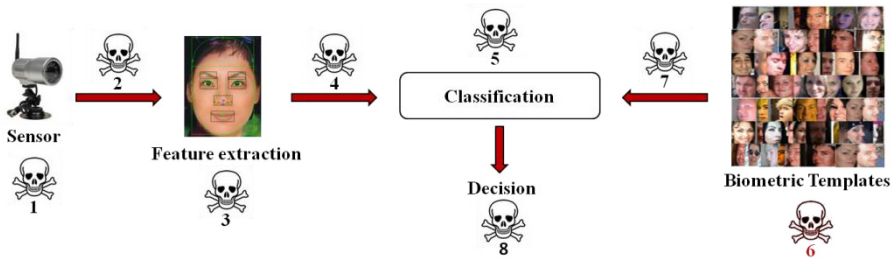 5
2
4
7
Classification
Sensor
Feature extraction
Decision
Biometric Templates
1
3
8
6